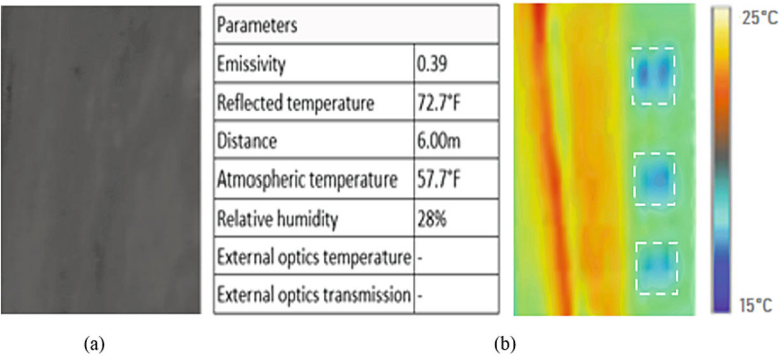 Parameters
Emissivity 0.39
Reflected temperature 72.7°F
Distance 6.00m
Atmospheric temperature 57.7°F
Relative humidity 28%
External optics temperature -
External optics transmission -
25°C
15°C
(a) (b)